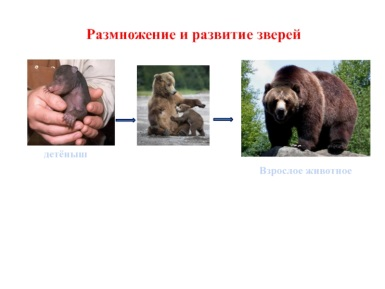 Размножение и развитие зверей
детёныш
Взрослое животное